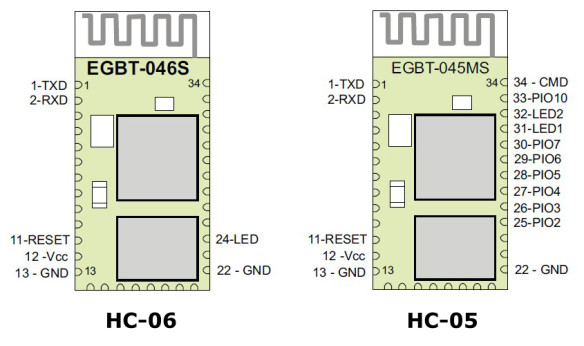 EGBT-046S
1-TXD
1
34
2-RXD
11-RESET
24-LED
12 -Vcc
13 - GND
13
22 - GND
HC-06
EGBT-045MS
1-TXD
1
34
34 - CMD
2-RXD
33-PIO10
32-LED2
31-LED1
30-PIO7
29-PIO6
28-PIO5
27-PIO4
26-PIO3
25-PIO2
11-RESET
12 -Vcc
13 - GND
13
22 - GND
HC-05